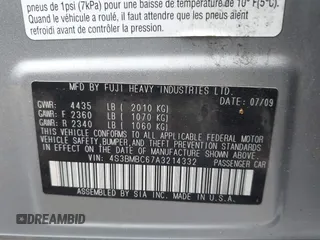 pneus de 1psi (7kPa) pour une baisse de température de 10° F(5°C).
Quand le véhicule a roulé, il faut attendre que les pneus aient
refroidi avant de contrôler la pression.
MFD BY FUJI HEAVY INDUSTRIES LTD.
GVWR: 4435 LB ( 2010 KG) DATE: 07/09
GAWR: F 2360 LB ( 1070 KG)
GAWR: R 2340 LB ( 1060 KG)
THIS VEHICLE CONFORMS TO ALL APPLICABLE FEDERAL MOTOR
VEHICLE SAFETY, BUMPER, AND THEFT PREVENTION STANDARDS
IN EFFECT ON THE DATE OF MANUFACTURE SHOWN ABOVE.
VIN: 4S3BMBC67A3214332 PASSENGER CAR
ASSEMBLED BY SIA INC. MADE IN U.S.A.
DREAMBID